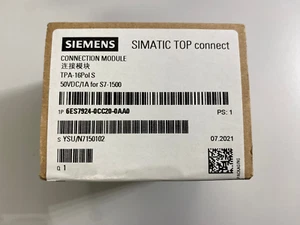 SIEMENS
SIMATIC TOP connect
CONNECTION MODULE
连接模块
TPA-16Pol S
50VDC/1A for S7-1500
1P 6ES7924-0CC20-0AA0
PS: 1
S YSU/N7150102
07.2021
Q 1